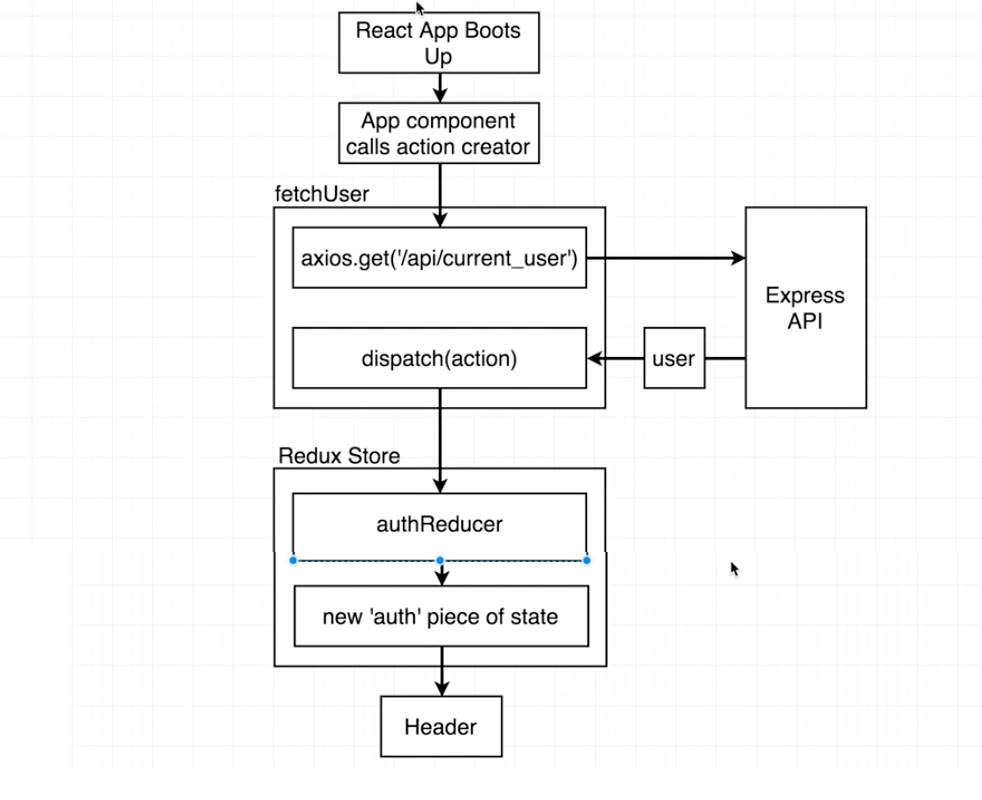 React App Boots
Up
App component
calls action creator
fetchUser
axios.get('/api/current_user')
Express
API
dispatch(action)
user
Redux Store
authReducer
new 'auth' piece of state
Header